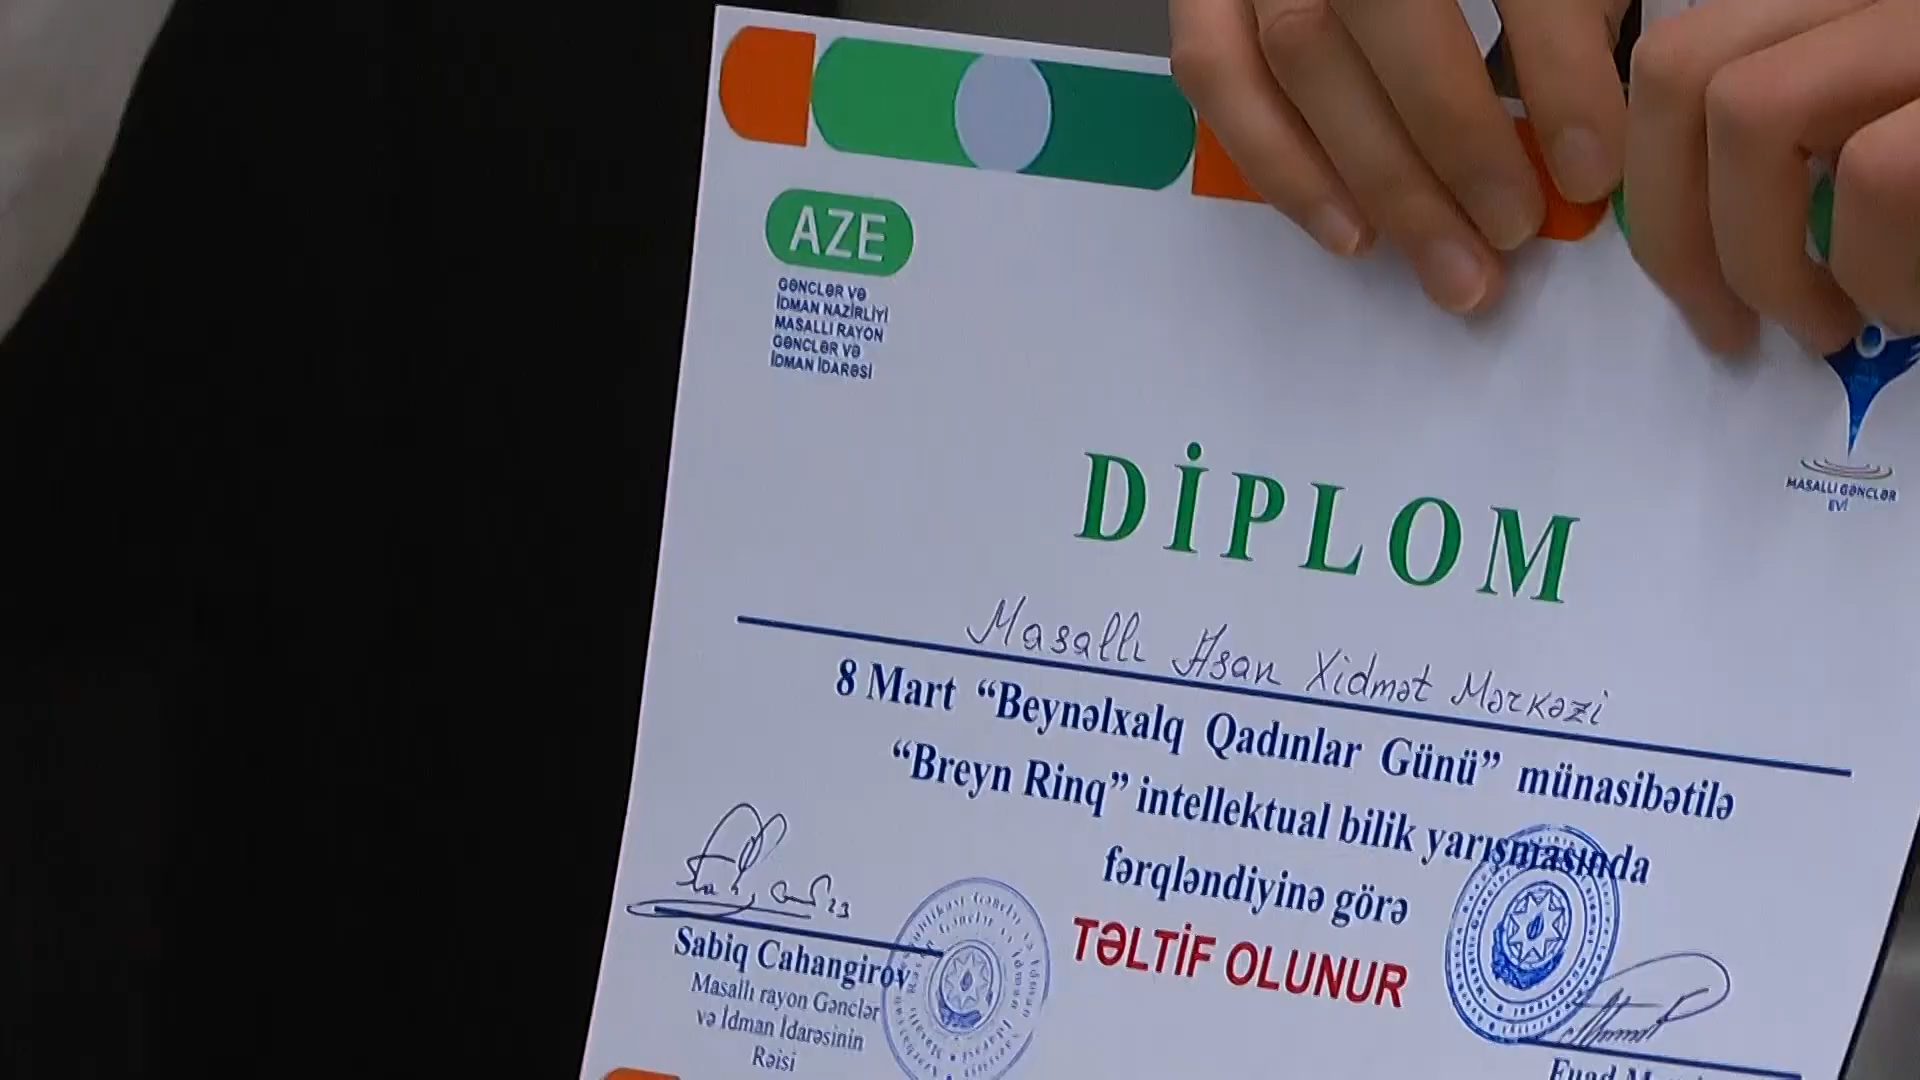 AZE
GƏNCLƏR VƏ
İDMAN NAZİRLİYİ
MASALLI RAYON
GƏNCLƏR VƏ
İDMAN İDARƏSİ
MASALLI GƏNCLƏR
EVİ
DİPLOM
Masallı Asan Xidmət Mərkəzi
8 Mart “Beynəlxalq Qadınlar Günü” münasibətilə
“Breyn Rinq” intellektual bilik yarışmasında
fərqləndiyinə görə
TƏLTİF OLUNUR
Sabiq Cahangirov
Masallı rayon Gənclər
və İdman İdarəsinin
Rəisi
Fuad